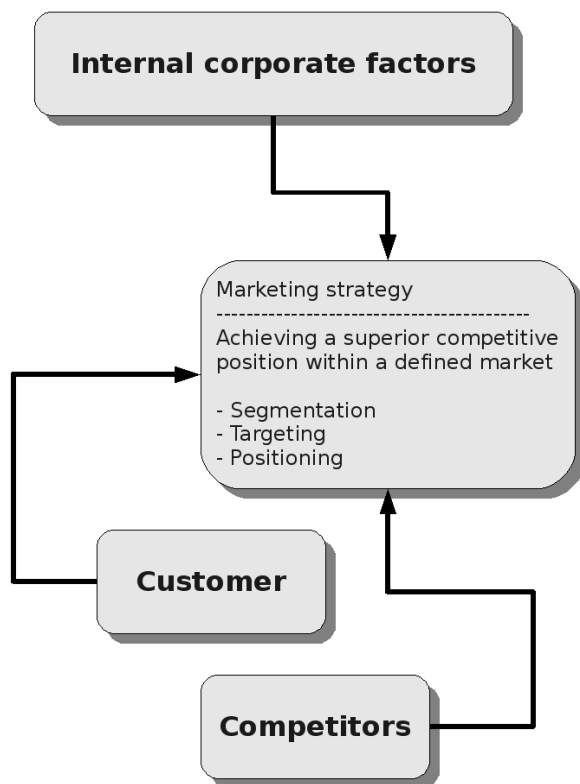 Internal corporate factors
Marketing strategy
------------------------------------------
Achieving a superior competitive
position within a defined market
- Segmentation
- Targeting
- Positioning
Customer
Competitors